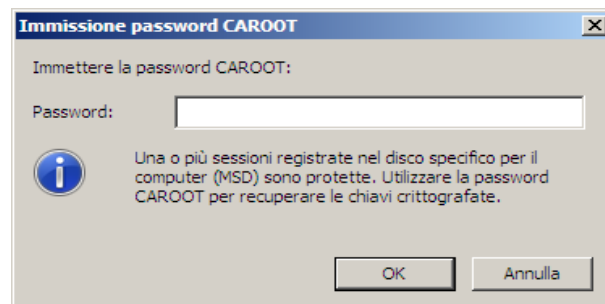 Immissione password CAROOT
Immettere la password CAROOT:
Password:
Una o più sessioni registrate nel disco specifico per il
computer (MSD) sono protette. Utilizzare la password
CAROOT per recuperare le chiavi crittografate.
OK Annulla